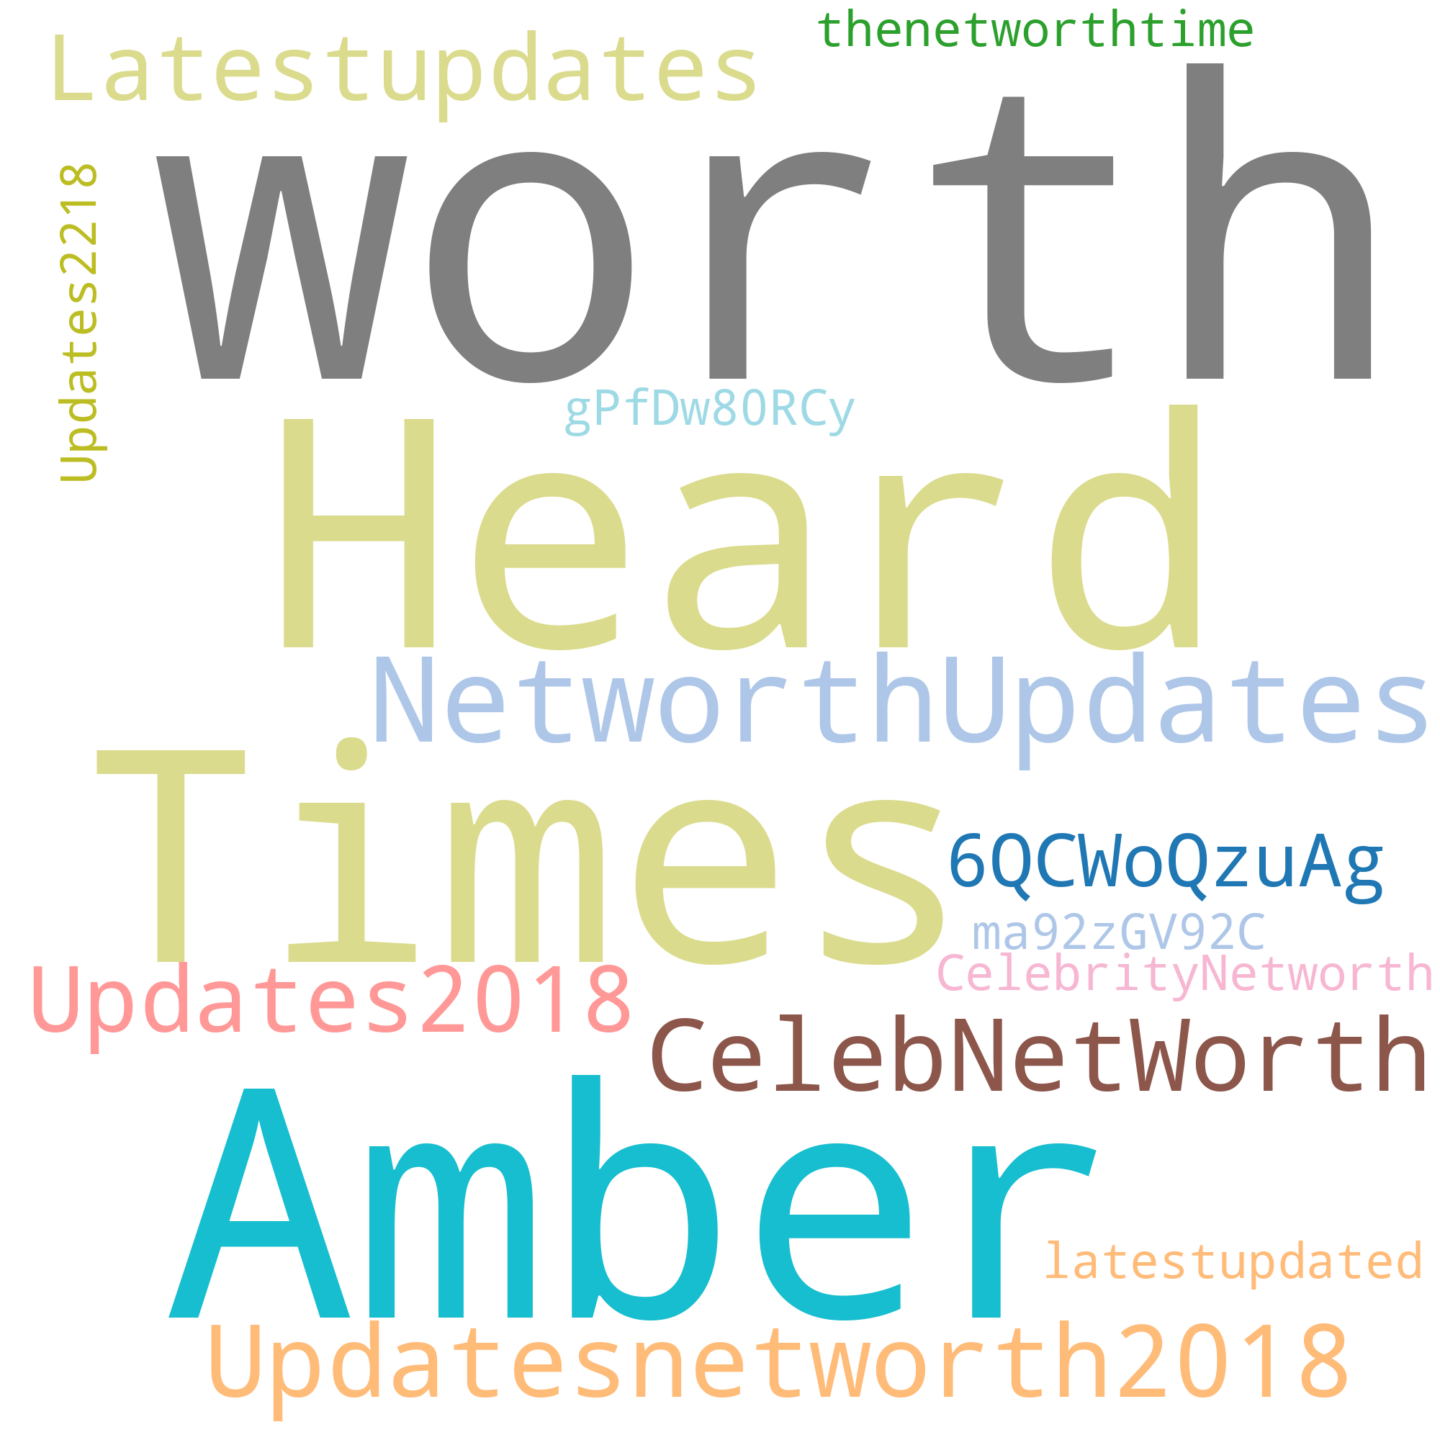 thenetworthtime
Latestupdates
worth
Updates2218
gPfDw80RCy
Heard
NetworthUpdates
Times
6QCWoQzuAg
ma92zGV92C
CelebrityNetworth
Updates2018
CelebNetWorth
Amber
latestupdated
Updatesnetworth2018